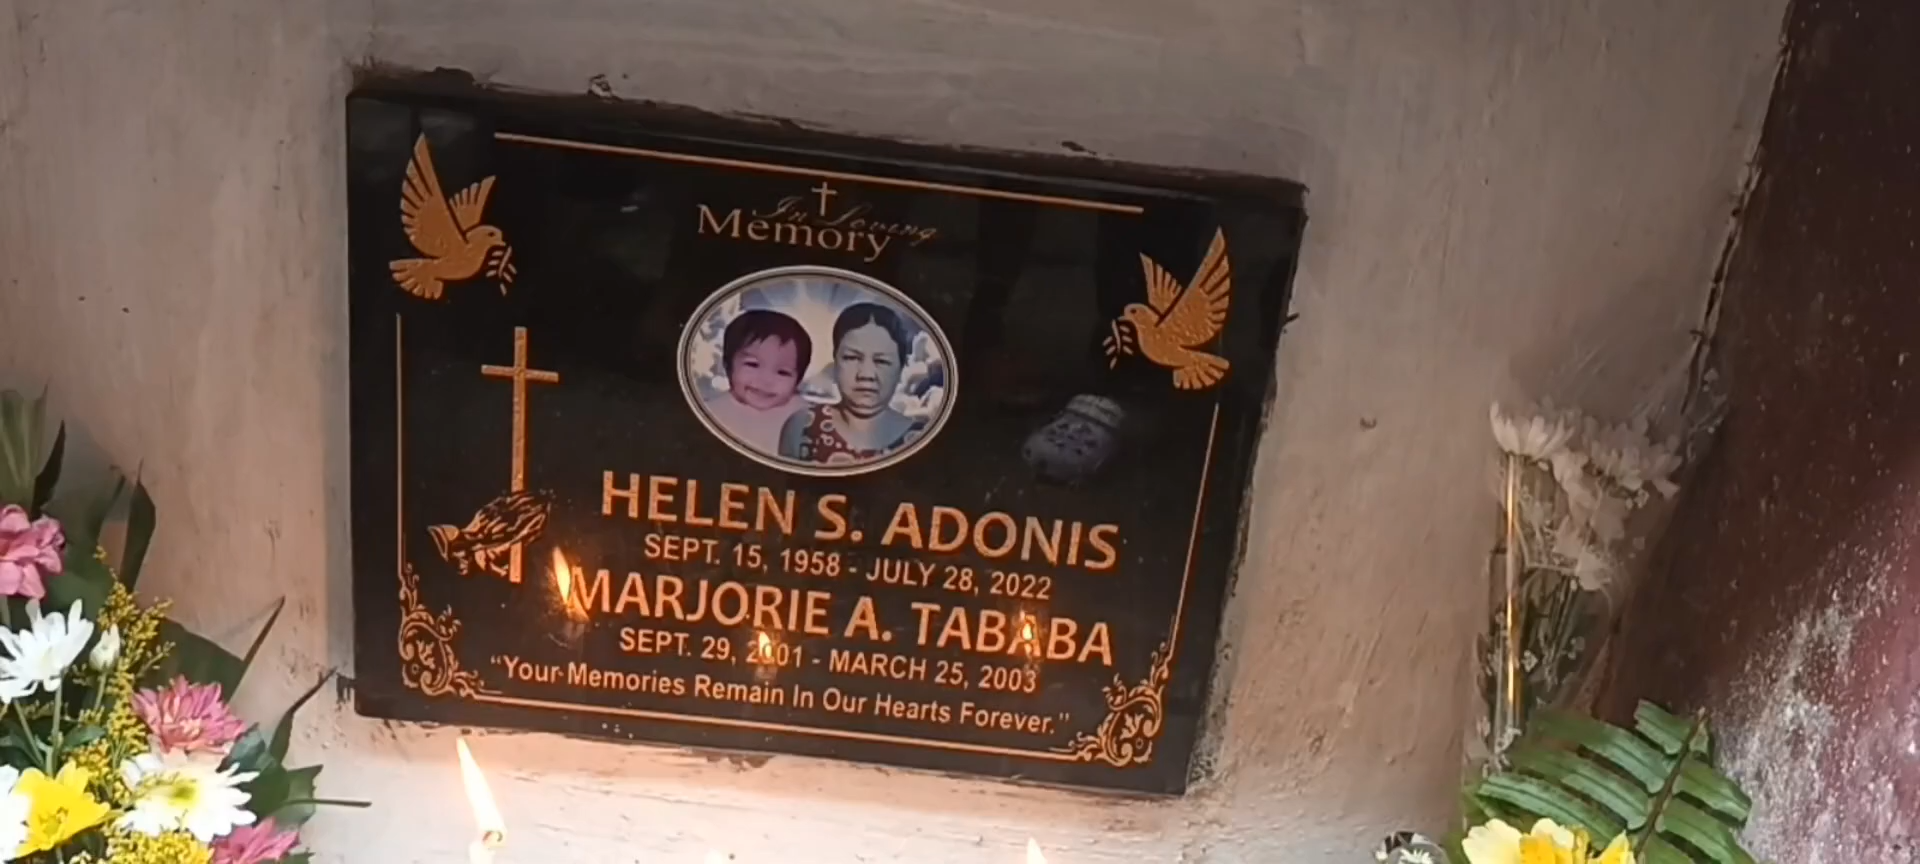 In Loving
Memory
HELEN S. ADONIS
SEPT. 15, 1958 - JULY 28, 2022
MARJORIE A. TABABA
SEPT. 29, 2001 - MARCH 25, 2003
"Your Memories Remain In Our Hearts Forever."